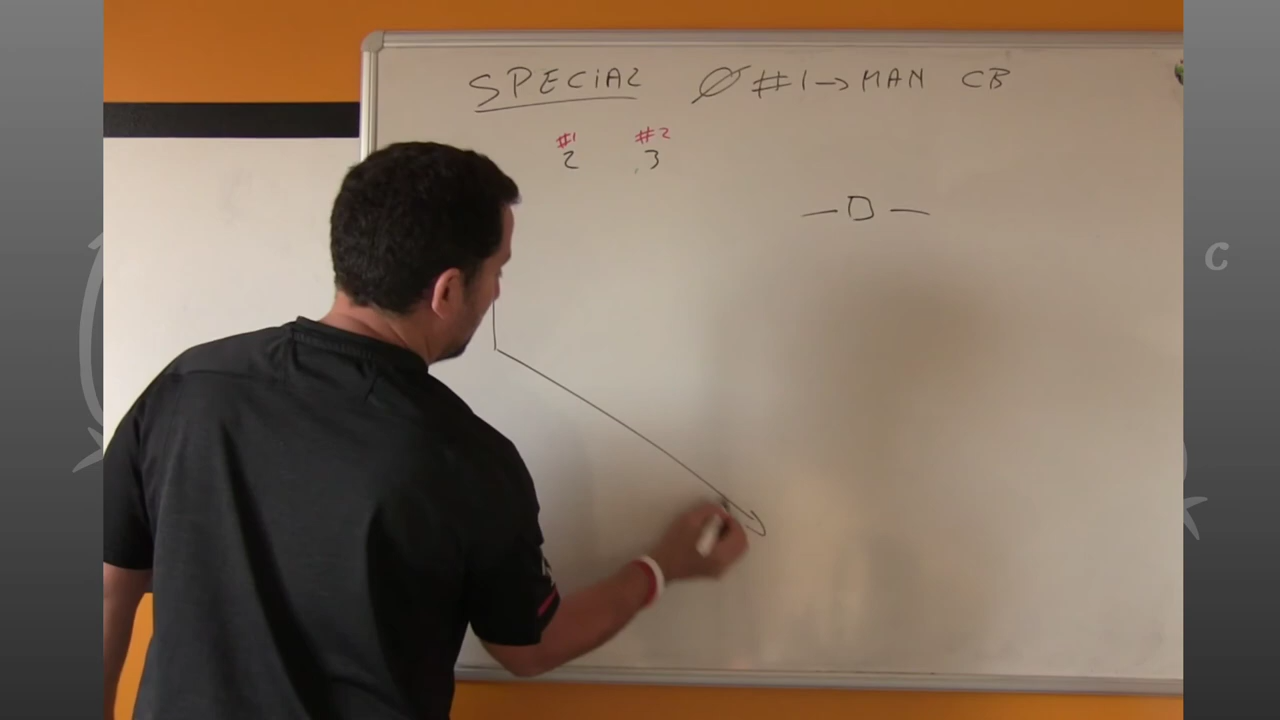 SPECIAL Ø #1 → MAN CB
#1 #2
2 3
— D —
C